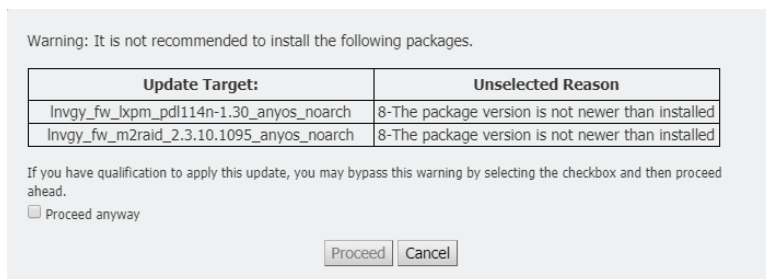 Warning: It is not recommended to install the following packages.
Update Target: Unselected Reason
lnvgy_fw_lxpm_pdl114n-1.30_anyos_noarch 8-The package version is not newer than installed
lnvgy_fw_m2raid_2.3.10.1095_anyos_noarch 8-The package version is not newer than installed
If you have qualification to apply this update, you may bypass this warning by selecting the checkbox and then proceed
ahead.
Proceed anyway
Proceed Cancel